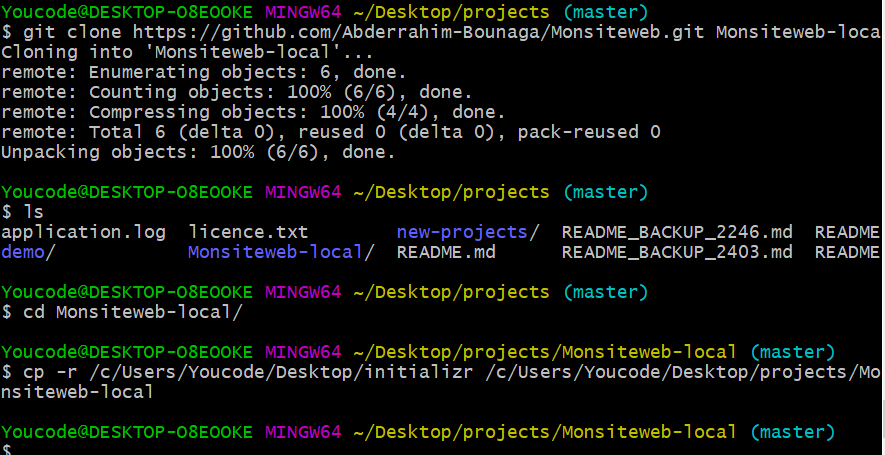 Youcode@DESKTOP-O8EOOKE MINGW64 ~/Desktop/projects (master)
$ git clone https://github.com/Abderrahim-Bounaga/Monsiteweb.git Monsiteweb-loca
Cloning into 'Monsiteweb-local'...
remote: Enumerating objects: 6, done.
remote: Counting objects: 100% (6/6), done.
remote: Compressing objects: 100% (4/4), done.
remote: Total 6 (delta 0), reused 0 (delta 0), pack-reused 0
Unpacking objects: 100% (6/6), done.
Youcode@DESKTOP-O8EOOKE MINGW64 ~/Desktop/projects (master)
$ ls
application.log  licence.txt        new-projects/  README_BACKUP_2246.md  README
demo/            Monsiteweb-local/  README.md      README_BACKUP_2403.md  README
Youcode@DESKTOP-O8EOOKE MINGW64 ~/Desktop/projects (master)
$ cd Monsiteweb-local/
Youcode@DESKTOP-O8EOOKE MINGW64 ~/Desktop/projects/Monsiteweb-local (master)
$ cp -r /c/Users/Youcode/Desktop/initializr /c/Users/Youcode/Desktop/projects/Mo
nsiteweb-local
Youcode@DESKTOP-O8EOOKE MINGW64 ~/Desktop/projects/Monsiteweb-local (master)
$